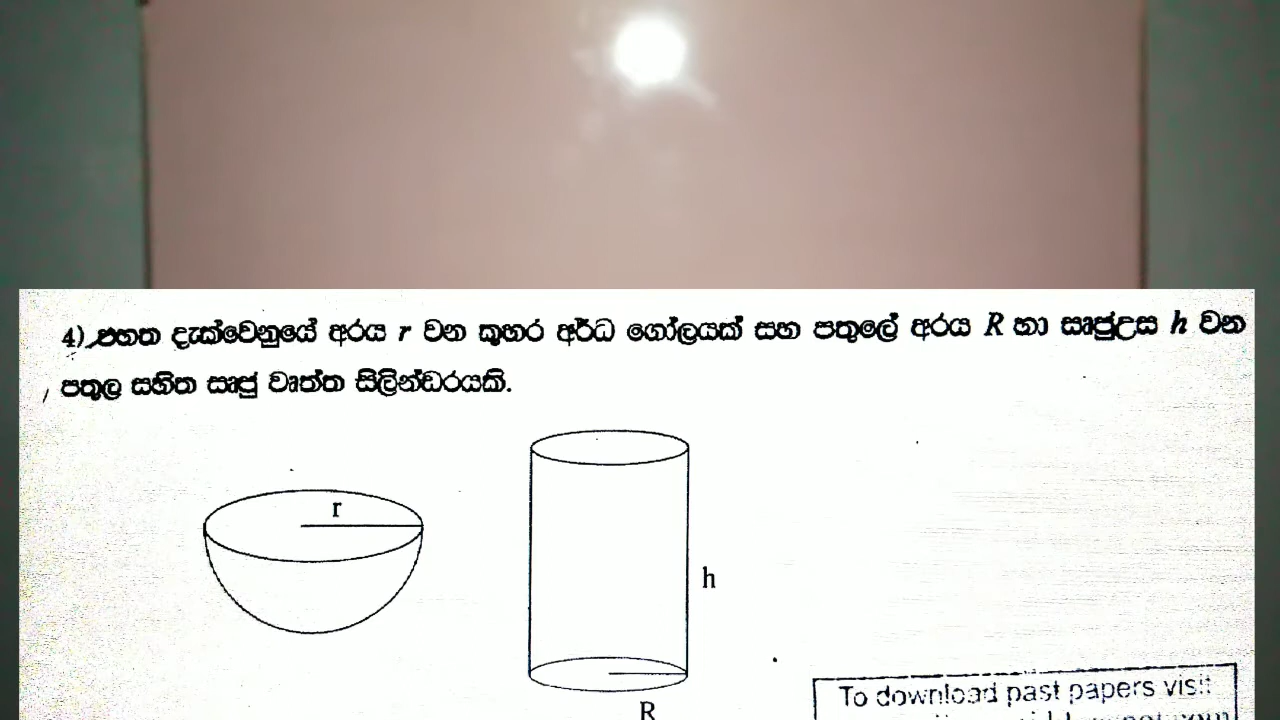 4) පහත දැක්වෙනුයේ අරය r වන කුහර අර්ධ ගෝලයක් සහ පතුලේ අරය R හා සෘජුඋස h වන
පතුල සහිත සෘජු වෘත්ත සිලින්ඩරයකි.
r
h
R
To download past papers visit